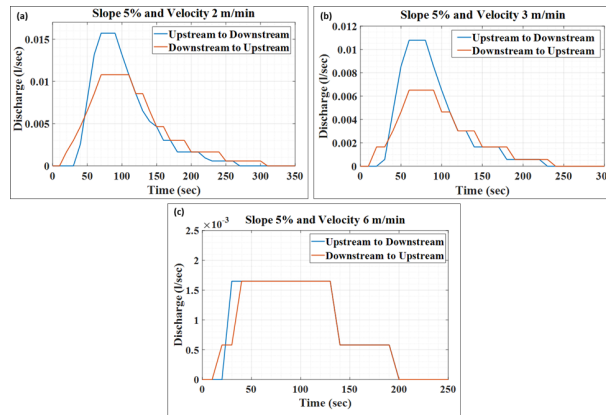 (a)
Slope 5% and Velocity 2 m/min
Upstream to Downstream
Downstream to Upstream
Discharge (l/sec)
0.015
0.01
0.005
0
0 50 100 150 200 250 300 350
Time (sec)
(b)
Slope 5% and Velocity 3 m/min
Upstream to Downstream
Downstream to Upstream
Discharge (l/sec)
0.012
0.01
0.008
0.006
0.004
0.002
0
0 50 100 150 200 250 300
Time (sec)
(c)
×10⁻³
Slope 5% and Velocity 6 m/min
Upstream to Downstream
Downstream to Upstream
Discharge (l/sec)
2.5
2
1.5
1
0.5
0
0 50 100 150 200 250
Time (sec)